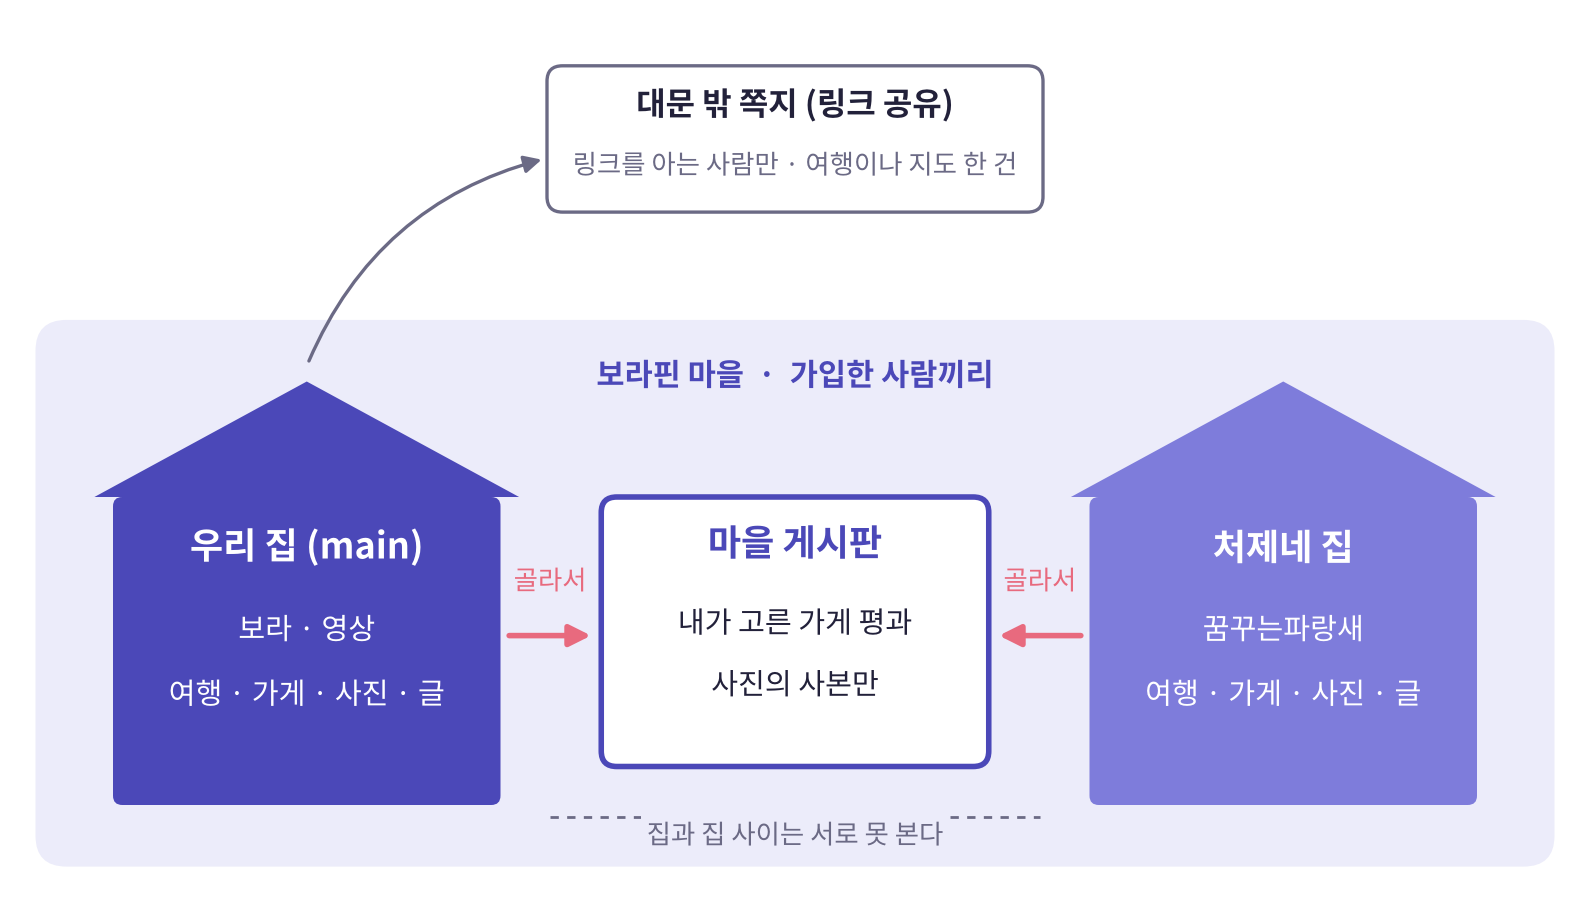 대문 밖 쪽지 (링크 공유)
링크를 아는 사람만 · 여행이나 지도 한 건
보라핀 마을 · 가입한 사람끼리
우리 집 (main)
보라 · 영상
여행 · 가게 · 사진 · 글
골라서
마을 게시판
내가 고른 가게 평과
사진의 사본만
골라서
처제네 집
꿈꾸는파랑새
여행 · 가게 · 사진 · 글
집과 집 사이는 서로 못 본다